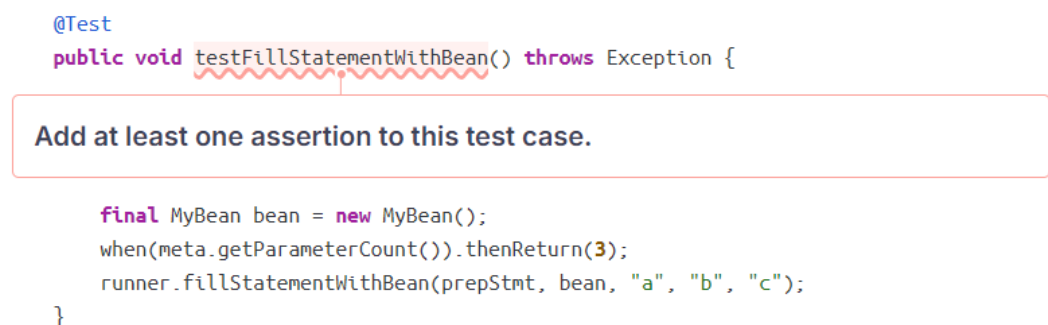 @Test
public void testFillStatementWithBean() throws Exception {
Add at least one assertion to this test case.
final MyBean bean = new MyBean();
when(meta.getParameterCount()).thenReturn(3);
runner.fillStatementWithBean(prepStmt, bean, "a", "b", "c");
}